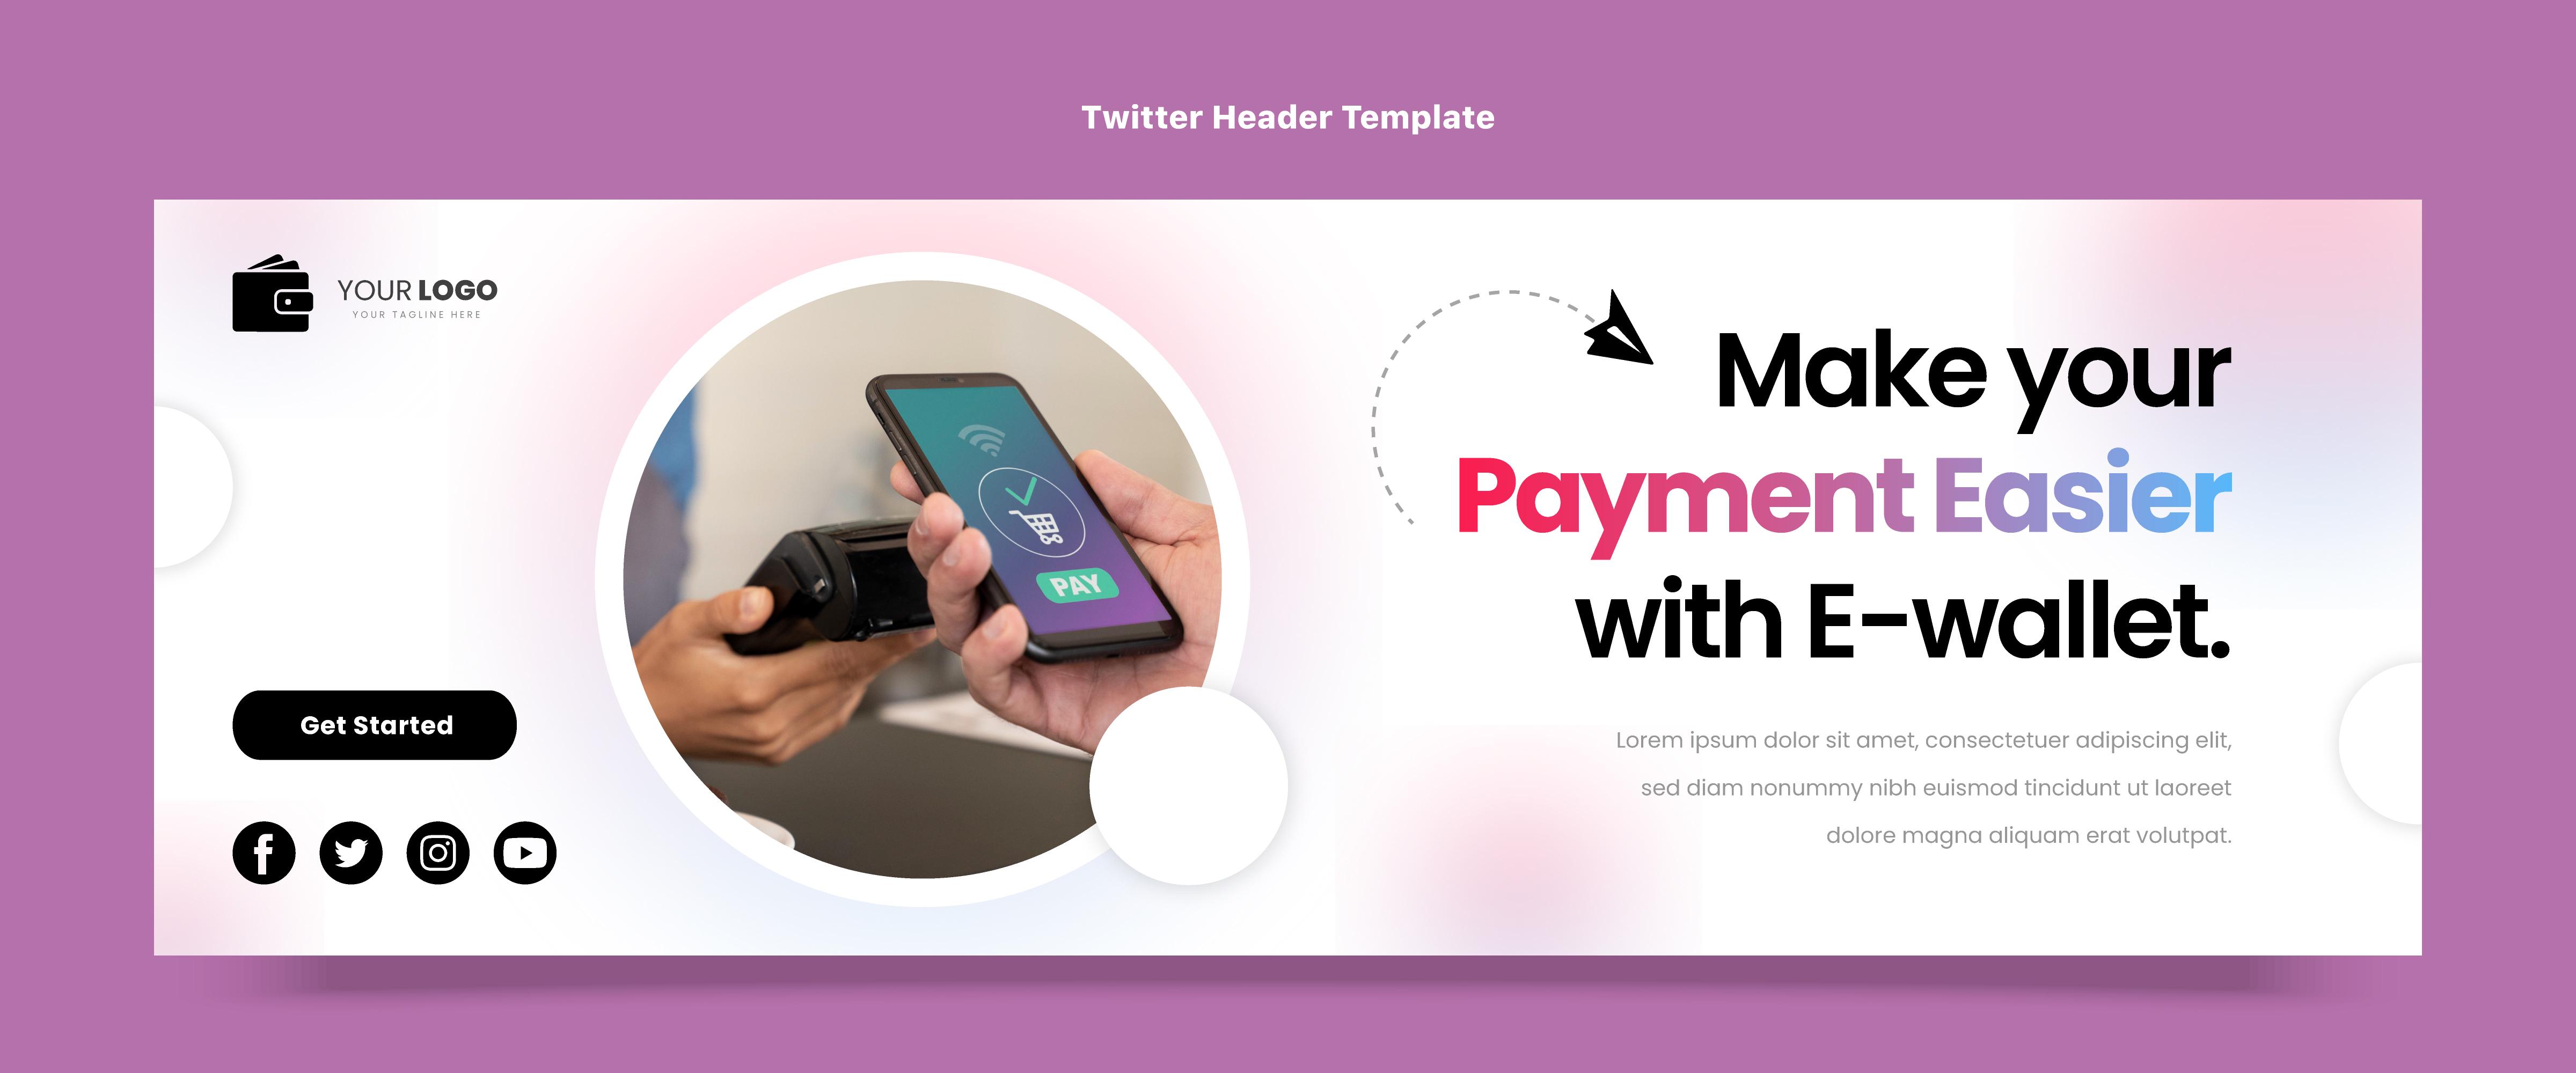 Twitter Header Template
YOUR LOGO
YOUR TAGLINE HERE
Get Started
PAY
Make your
Payment Easier
with E-wallet.
Lorem ipsum dolor sit amet, consectetuer adipiscing elit,
sed diam nonummy nibh euismod tincidunt ut laoreet
dolore magna aliquam erat volutpat.